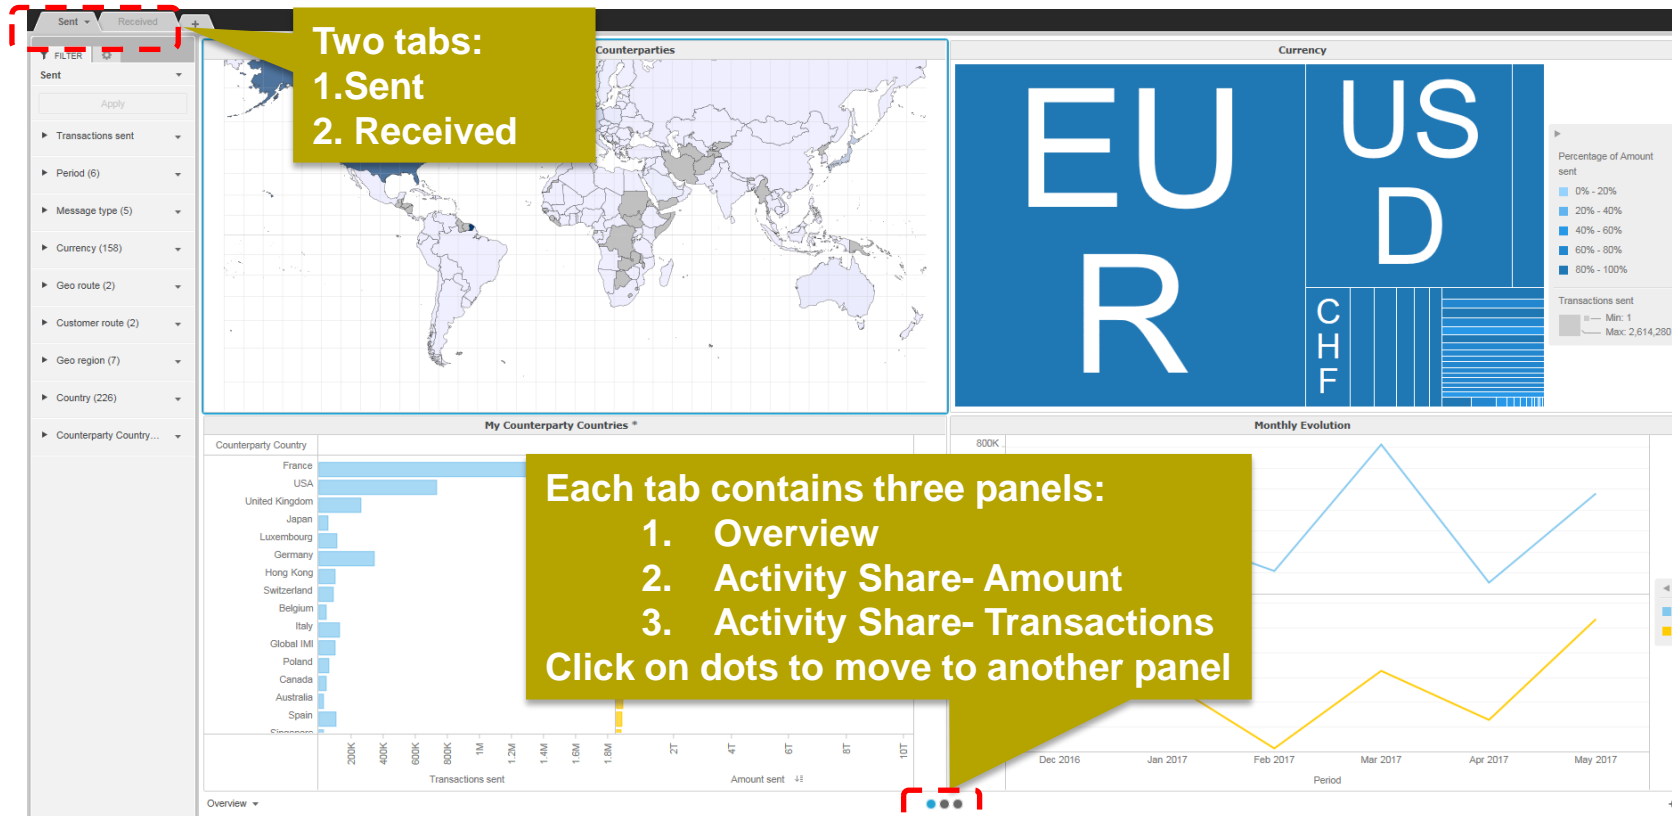 Sent
Received
+
FILTER
Sent
Apply
Transactions sent
Period (6)
Message type (5)
Currency (158)
Geo route (2)
Customer route (2)
Geo region (7)
Country (226)
Counterparty Country...
Two tabs:
1.Sent
2. Received
Counterparties
Currency
EU
R
US
D
C
H
F
Percentage of Amount
sent
0% - 20%
20% - 40%
40% - 60%
60% - 80%
80% - 100%
Transactions sent
Min: 1
Max: 2,614,280
My Counterparty Countries *
Counterparty Country
France
USA
United Kingdom
Japan
Luxembourg
Germany
Hong Kong
Switzerland
Belgium
Italy
Global IMI
Poland
Canada
Australia
Spain
Singapore
200K
400K
600K
800K
1M
1.2M
1.4M
1.6M
1.8M
2T
4T
6T
8T
10T
Transactions sent
Amount sent
Each tab contains three panels:
1. Overview
2. Activity Share- Amount
3. Activity Share- Transactions
Click on dots to move to another panel
Monthly Evolution
800K
Dec 2016
Jan 2017
Feb 2017
Mar 2017
Apr 2017
May 2017
Period
Overview